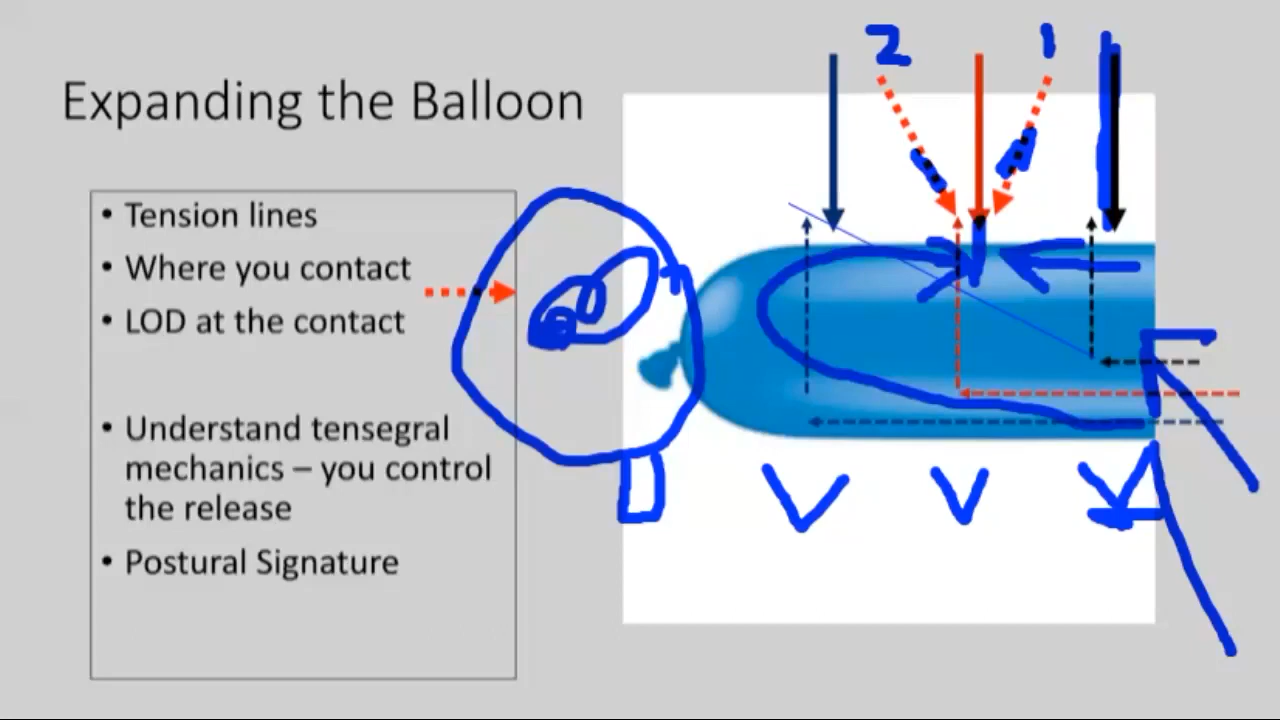 2 1
Expanding the Balloon
• Tension lines
• Where you contact
• LOD at the contact
• Understand tensegral
mechanics – you control
the release
• Postural Signature